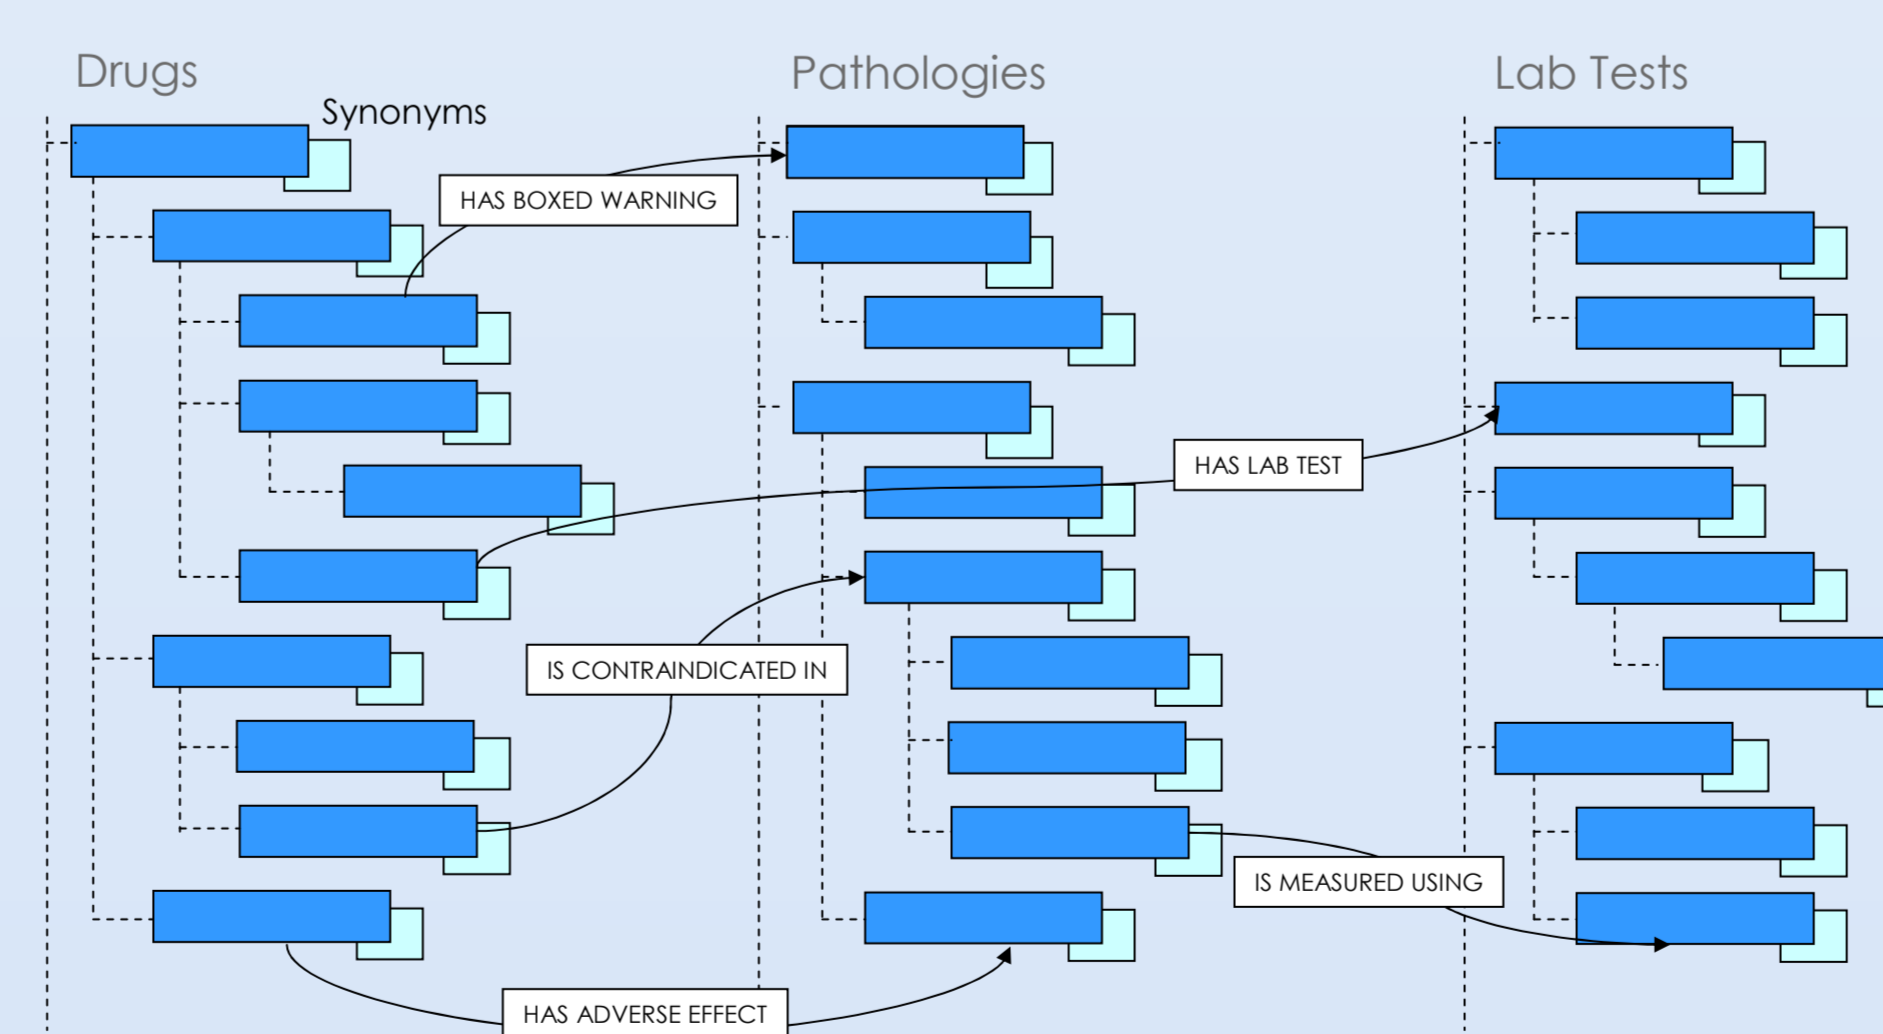 Drugs
Pathologies
Lab Tests
Synonyms
HAS BOXED WARNING
HAS LAB TEST
IS CONTRAINDICATED IN
IS MEASURED USING
HAS ADVERSE EFFECT